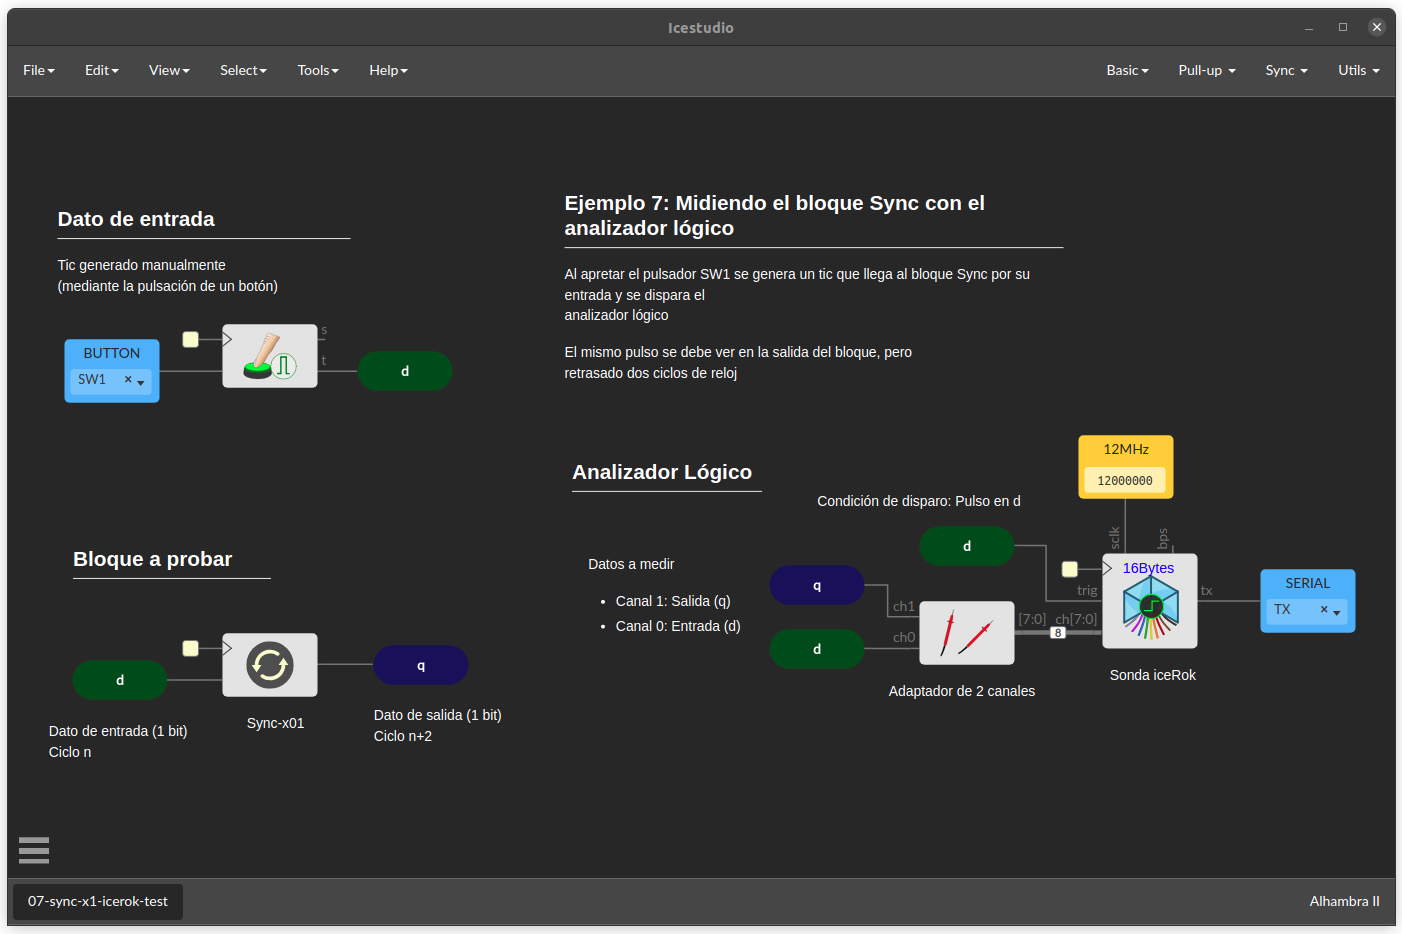 Icestudio
File Edit View Select Tools Help
Basic Pull-up Sync Utils
Dato de entrada
Tic generado manualmente
(mediante la pulsación de un botón)
BUTTON
SW1 ×
s
t
d
Ejemplo 7: Midiendo el bloque Sync con el
analizador lógico
Al apretar el pulsador SW1 se genera un tic que llega al bloque Sync por su
entrada y se dispara el
analizador lógico
El mismo pulso se debe ver en la salida del bloque, pero
retrasado dos ciclos de reloj
Bloque a probar
d
q
Dato de entrada (1 bit)
Ciclo n
Sync-x01
Dato de salida (1 bit)
Ciclo n+2
Analizador Lógico
Condición de disparo: Pulso en d
12MHz
12000000
Datos a medir
Canal 1: Salida (q)
Canal 0: Entrada (d)
d
q
d
ch1
ch0
[7:0]
8
ch[7:0]
trig
sclk
bps
16Bytes
tx
SERIAL
TX ×
Adaptador de 2 canales
Sonda iceRok
07-sync-x1-icerok-test
Alhambra II